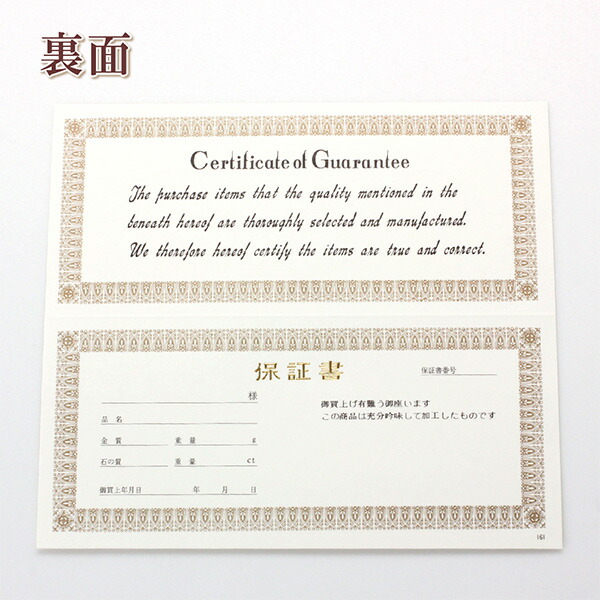 裏面
Certificate of Guarantee
The purchase items that the quality mentioned in the
beneath hereof are thoroughly selected and manufactured.
We therefore hereof certify the items are true and correct.
保証書
保証書番号
様
御買上げ有難う御座います
この商品は充分吟味して加工したものです
品名
金質 重量 g
石の質 重量 ct
御買上年月日 年 月 日
161